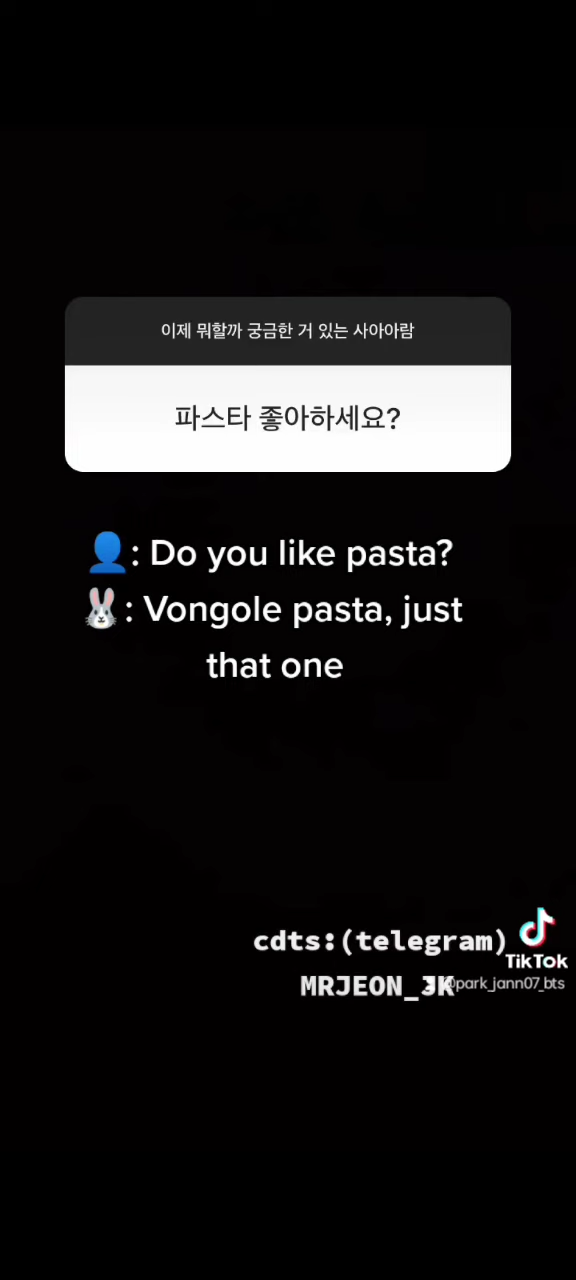 이제 뭐할까 궁금한 거 있는 사아아람
파스타 좋아하세요?
👤: Do you like pasta?
🐰: Vongole pasta, just
that one
cdts:(telegram)
MRJEON_JK
TikTok
@park_jann07_bts